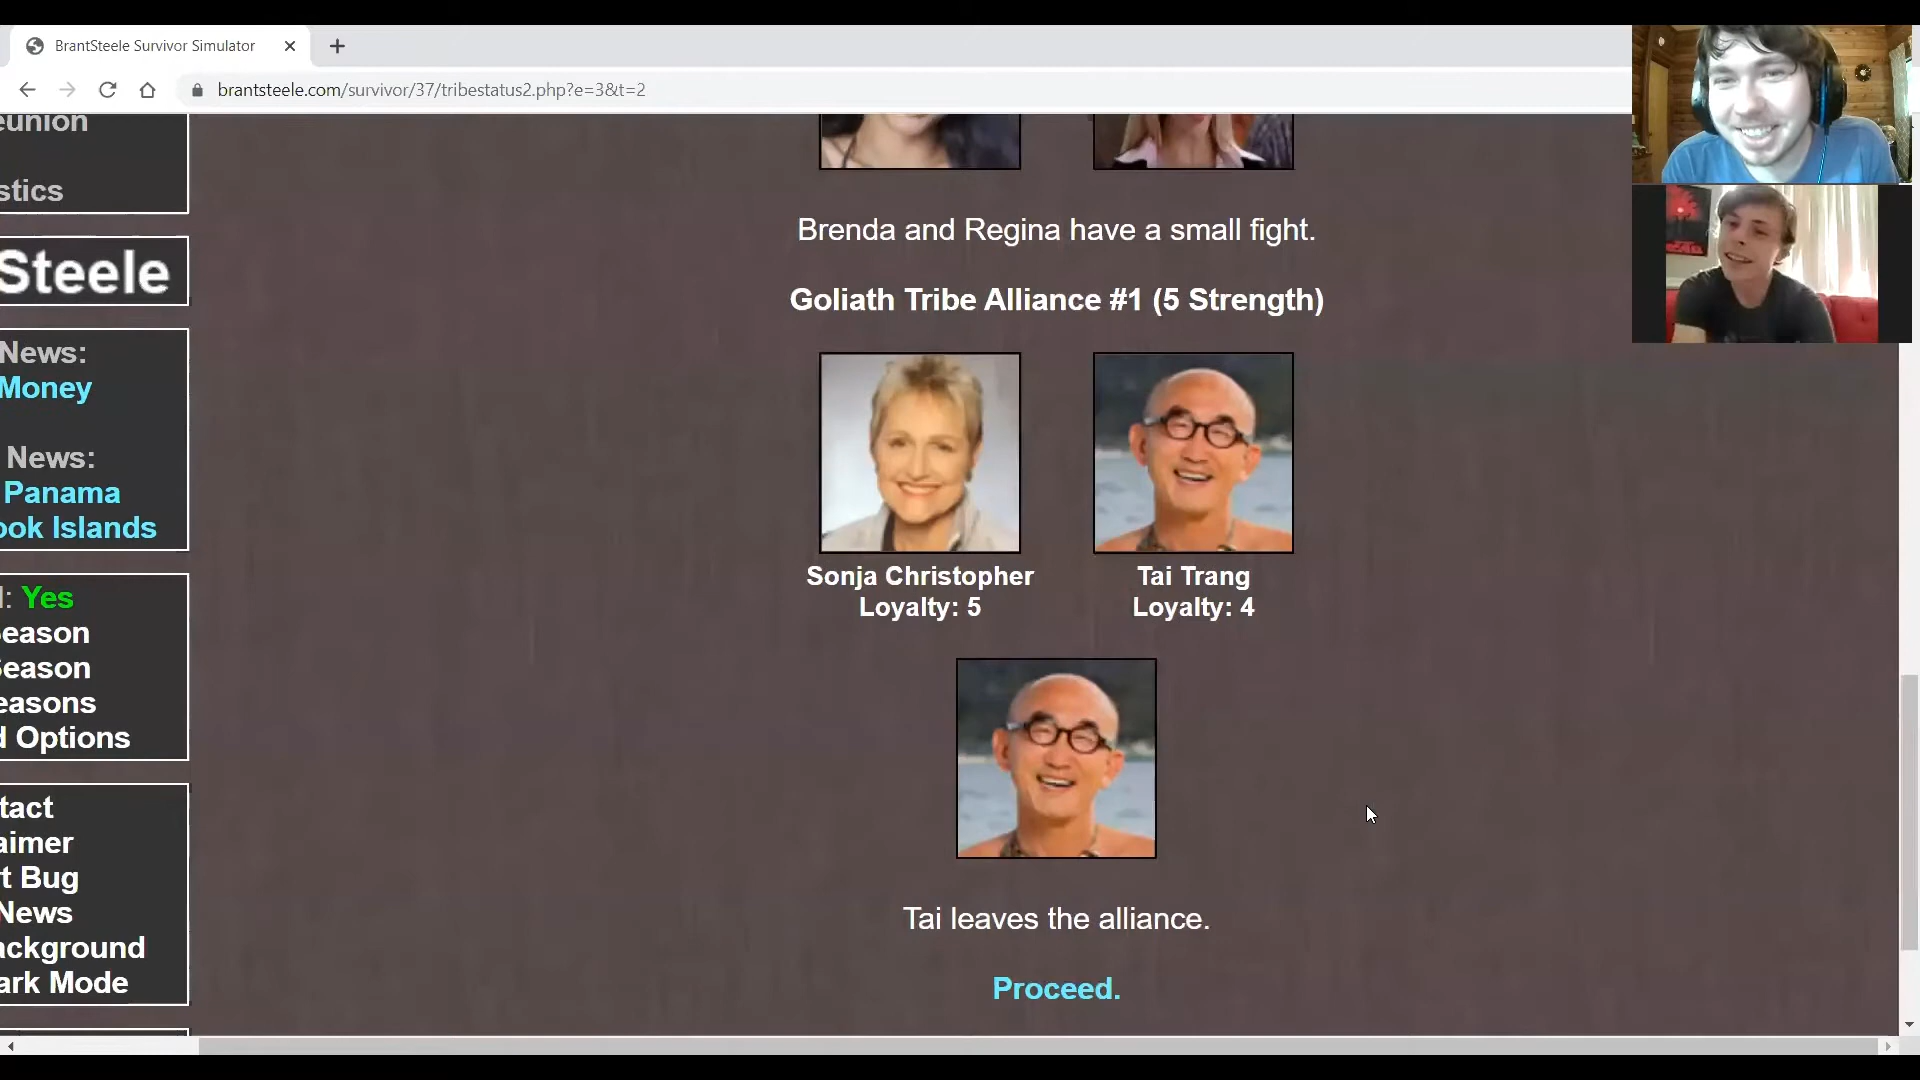 BrantSteele Survivor Simulator
brantsteele.com/survivor/37/tribestatus2.php?e=3&t=2
eunion
stics
Steele
News:
Money
News:
Panama
ook Islands
: Yes
eason
Season
easons
d Options
tact
aimer
t Bug
News
ackground
ark Mode
Brenda and Regina have a small fight.
Goliath Tribe Alliance #1 (5 Strength)
Sonja Christopher
Loyalty: 5
Tai Trang
Loyalty: 4
Tai leaves the alliance.
Proceed.